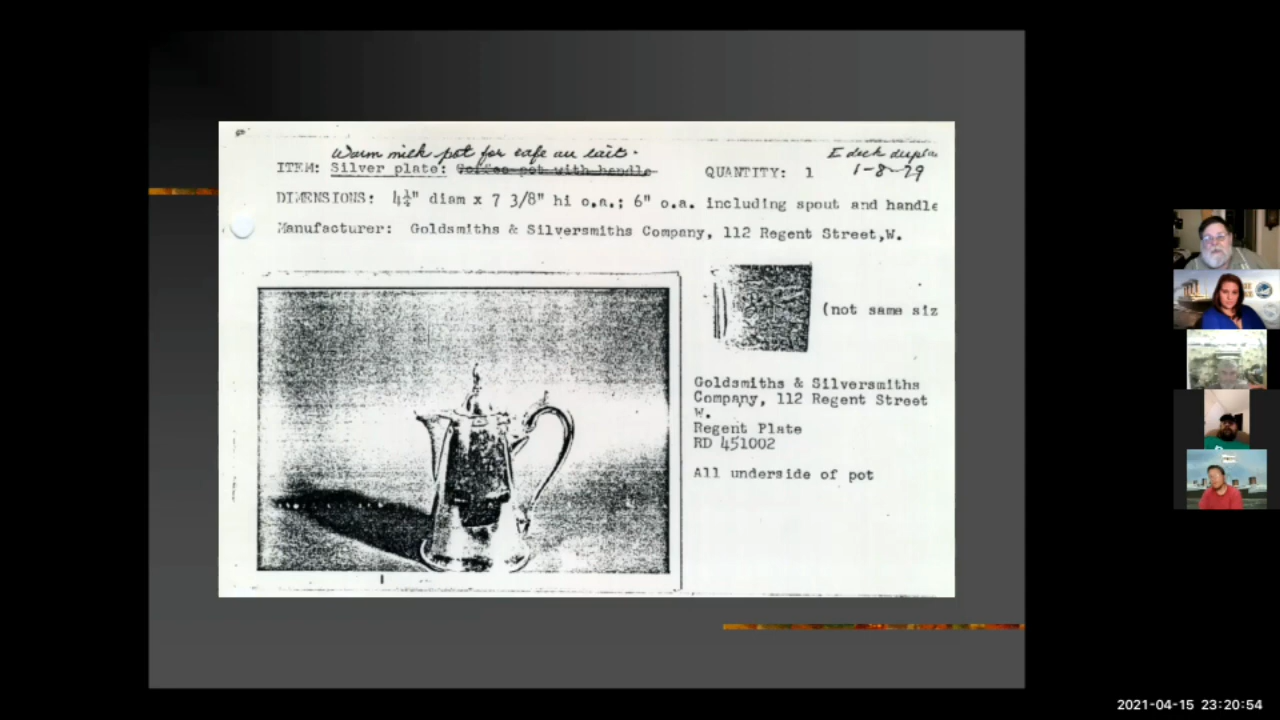 Warm milk pot for cafe au lait.
E deck displa
ITEM: Silver plate: Coffee pot with handle QUANTITY: 1 1-8-79
DIMENSIONS: 4¼" diam x 7 3/8" hi o.a.; 6" o.a. including spout and handle
Manufacturer: Goldsmiths & Silversmiths Company, 112 Regent Street,W.
(not same siz
Goldsmiths & Silversmiths
Company, 112 Regent Street
W.
Regent Plate
RD 451002
All underside of pot
2021-04-15 23:20:54